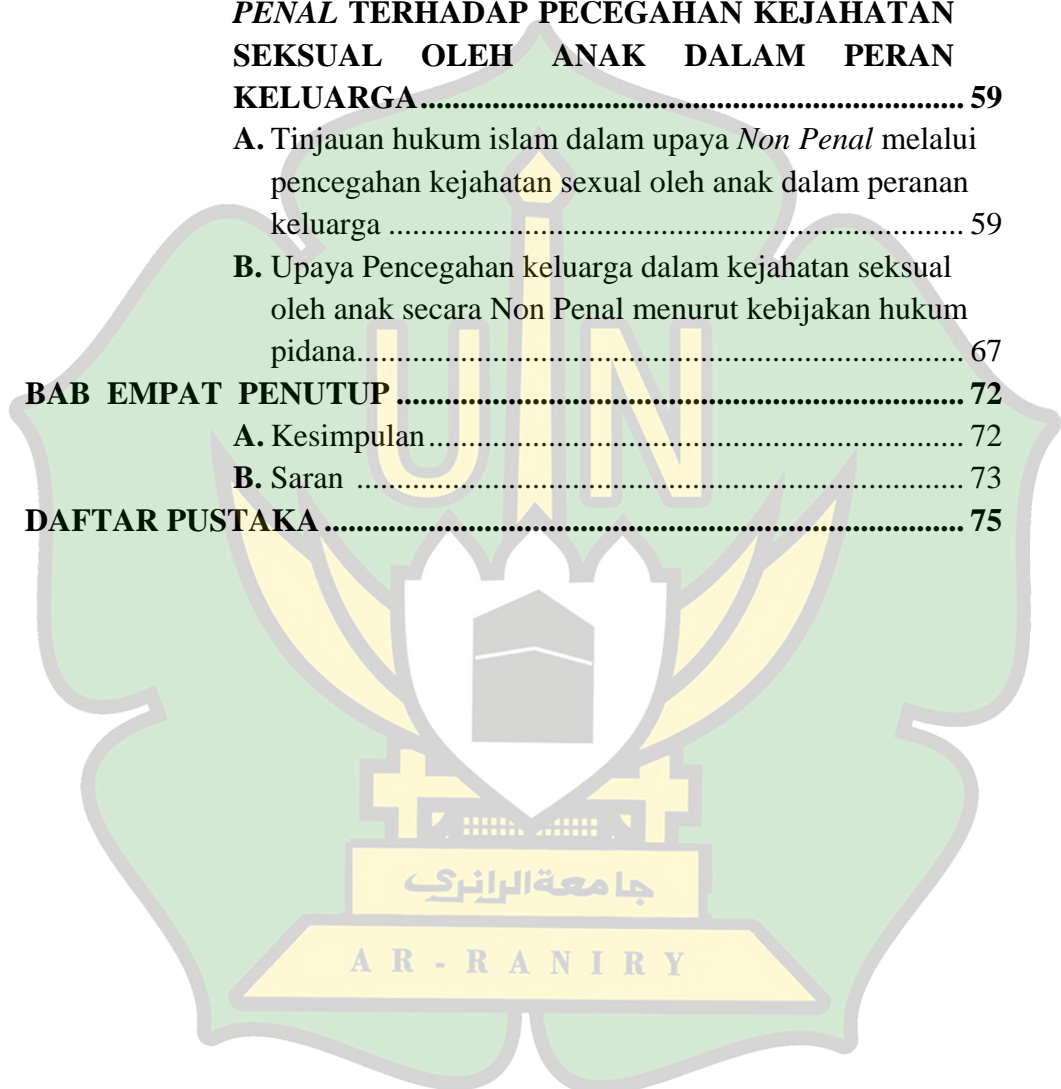 PENAL TERHADAP PECEGAHAN KEJAHATAN
SEKSUAL OLEH ANAK DALAM PERAN
KELUARGA..................................................................... 59
A. Tinjauan hukum islam dalam upaya Non Penal melalui
pencegahan kejahatan sexual oleh anak dalam peranan
keluarga ......................................................................... 59
B. Upaya Pencegahan keluarga dalam kejahatan seksual
oleh anak secara Non Penal menurut kebijakan hukum
pidana............................................................................. 67
BAB EMPAT PENUTUP ........................................................................ 72
A. Kesimpulan.................................................................... 72
B. Saran ............................................................................. 73
DAFTAR PUSTAKA ................................................................................. 75
UIN
جامعةالرانري
AR-RANIRY